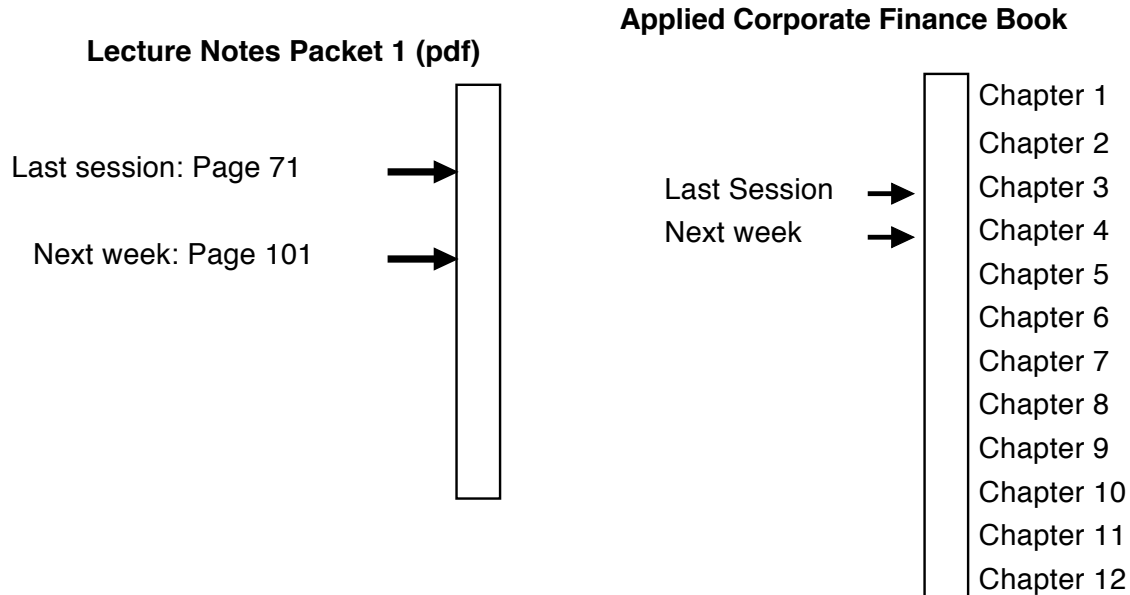 Lecture Notes Packet 1 (pdf)
Last session: Page 71
Next week: Page 101
Applied Corporate Finance Book
Last Session
Next week
Chapter 1
Chapter 2
Chapter 3
Chapter 4
Chapter 5
Chapter 6
Chapter 7
Chapter 8
Chapter 9
Chapter 10
Chapter 11
Chapter 12